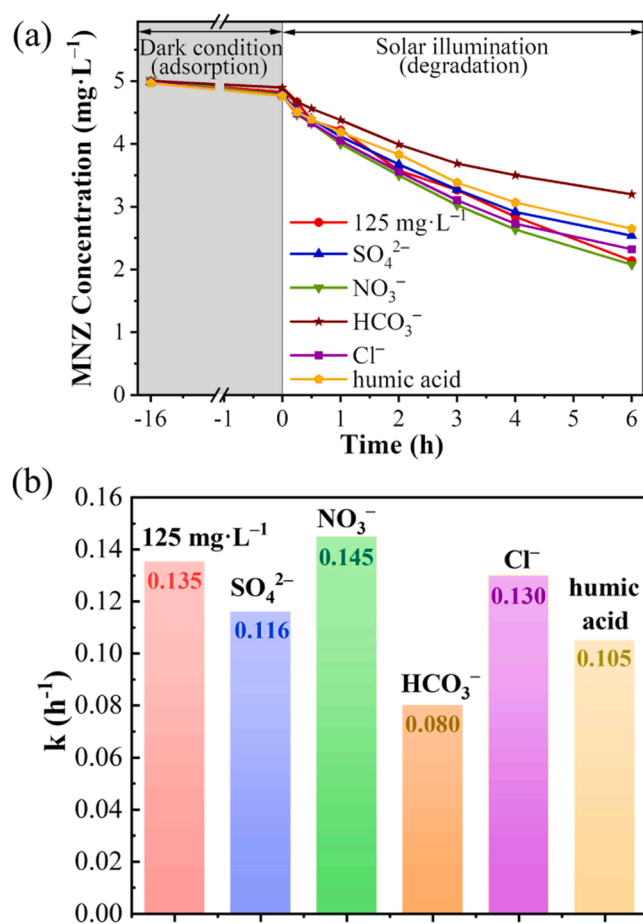 (a)
Dark condition
(adsorption)
Solar illumination
(degradation)
MNZ Concentration (mg·L⁻¹)
6
5
4
3
2
1
0
125 mg·L⁻¹
SO₄²⁻
NO₃⁻
HCO₃⁻
Cl⁻
humic acid
-16 -1 0 1 2 3 4 5 6
Time (h)
(b)
k (h⁻¹)
0.16
0.14
0.12
0.10
0.08
0.06
0.04
0.02
0.00
125 mg·L⁻¹
0.135
SO₄²⁻
0.116
NO₃⁻
0.145
HCO₃⁻
0.080
Cl⁻
0.130
humic
acid
0.105